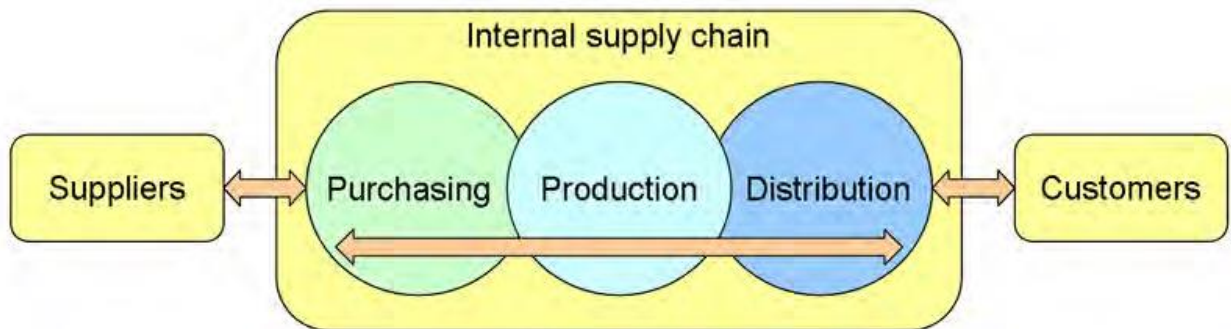 Internal supply chain
Suppliers
Purchasing
Production
Distribution
Customers